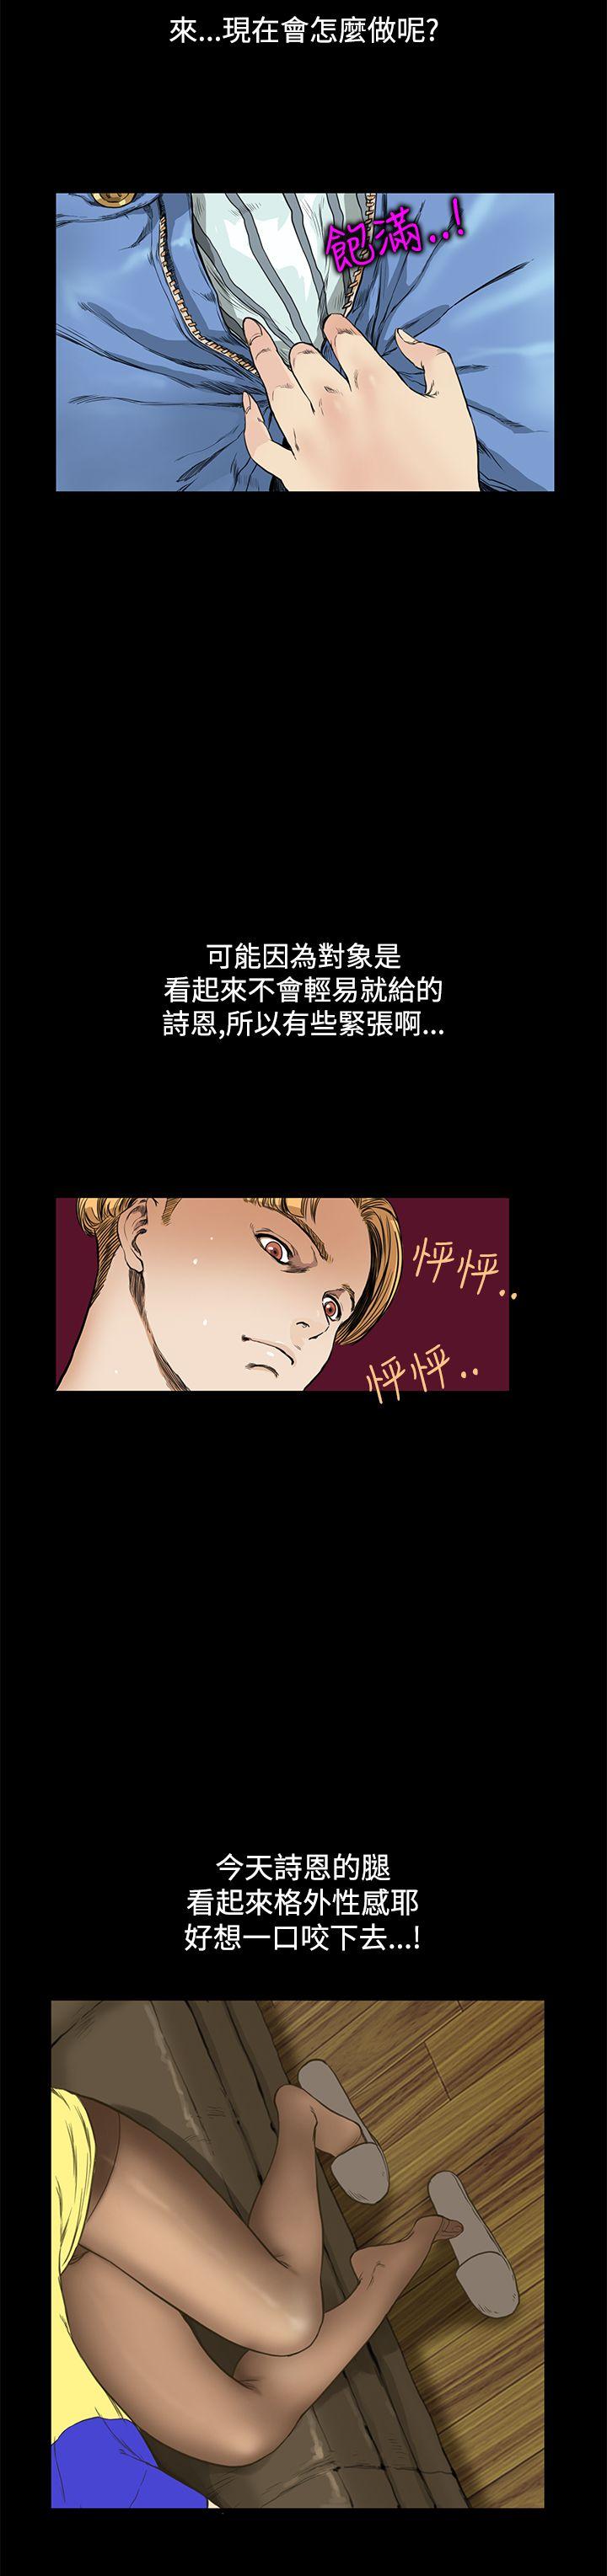 來...現在會怎麼做呢?
飽滿..!
可能因為對象是
看起來不會輕易就給的
詩恩,所以有些緊張啊...
怦怦..
怦怦..
今天詩恩的腿
看起來格外性感耶
好想一口咬下去...!